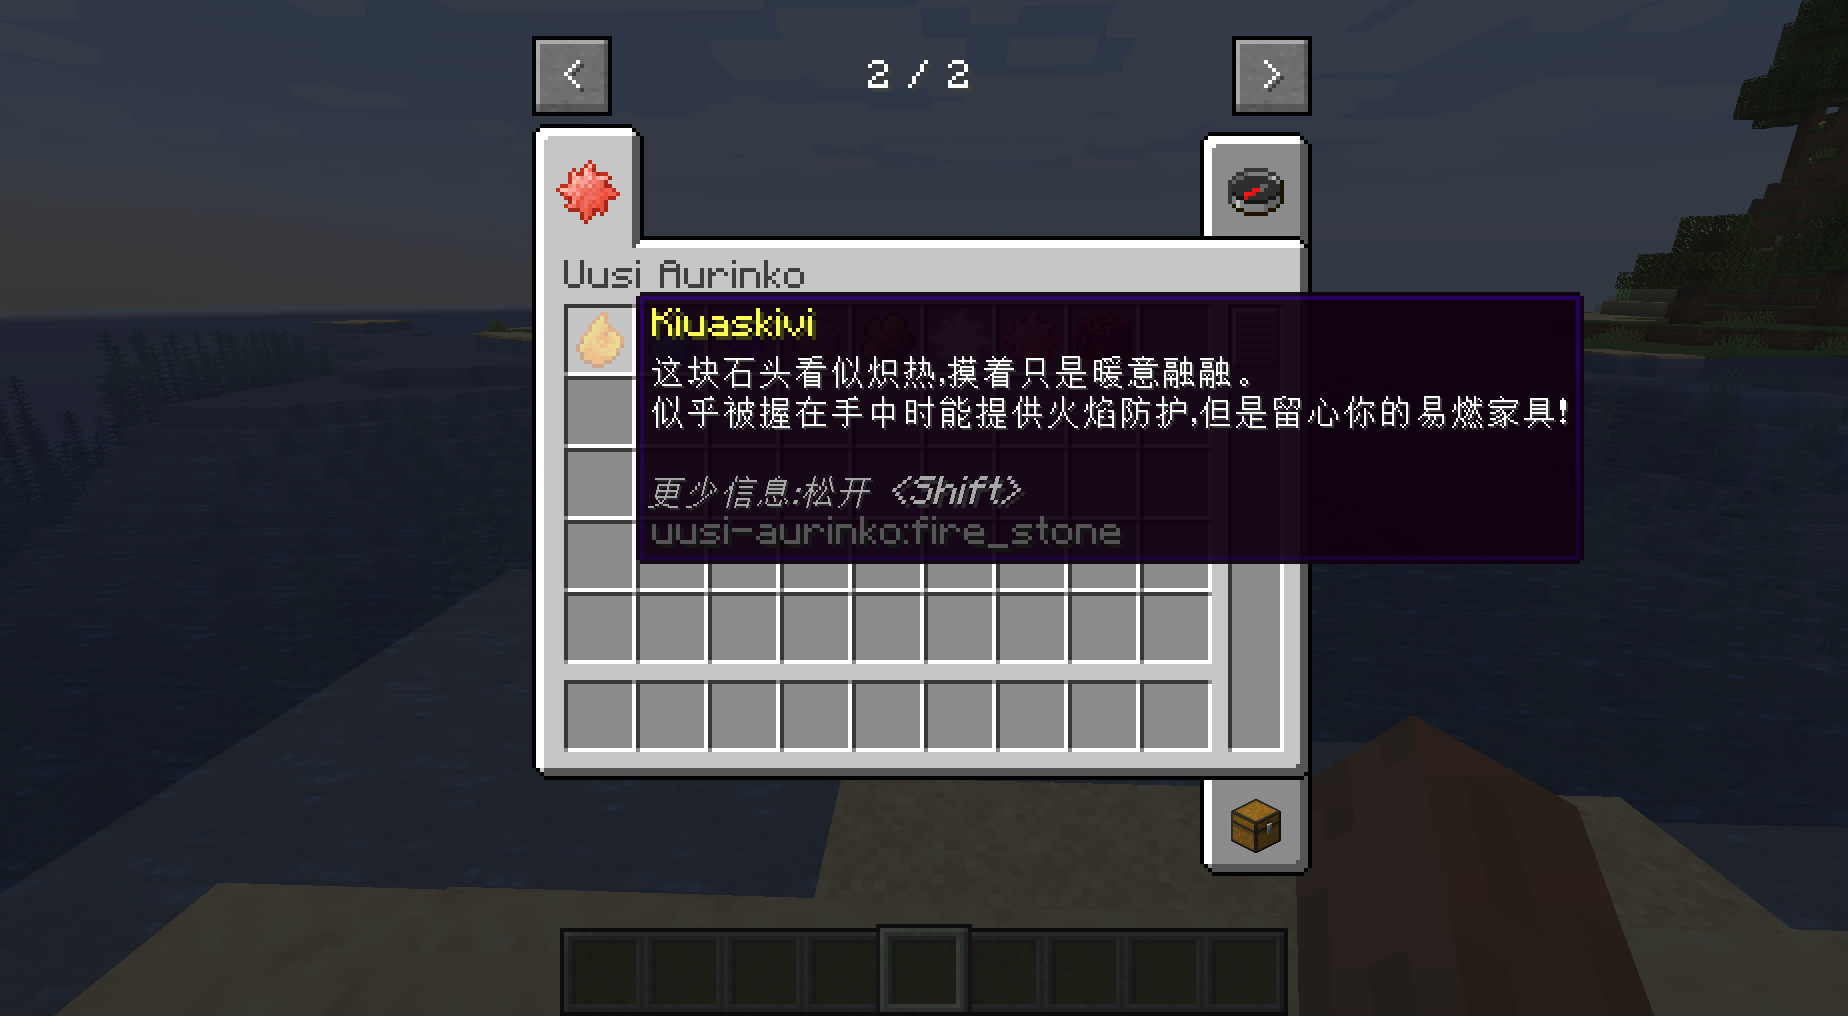 <
2 / 2
>
Uusi Aurinko
Kiuaskivi
这块石头看似炽热,摸着只是暖意融融。
似乎被握在手中时能提供火焰防护,但是留心你的易燃家具!
更少信息:松开 <Shift>
uusi-aurinko:fire_stone